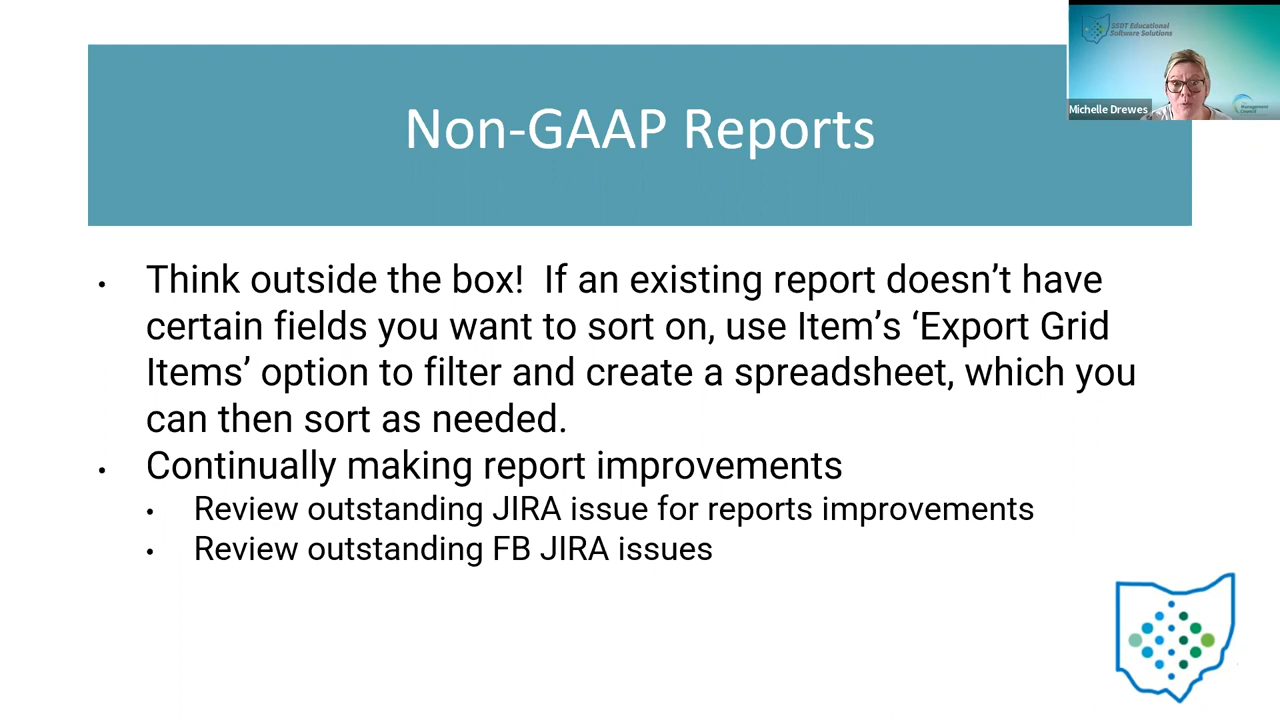 SSDT Educational
Software Solutions
Michelle Drewes
Management
Council
Non-GAAP Reports
• Think outside the box!  If an existing report doesn’t have
certain fields you want to sort on, use Item’s ‘Export Grid
Items’ option to filter and create a spreadsheet, which you
can then sort as needed.
• Continually making report improvements
• Review outstanding JIRA issue for reports improvements
• Review outstanding FB JIRA issues